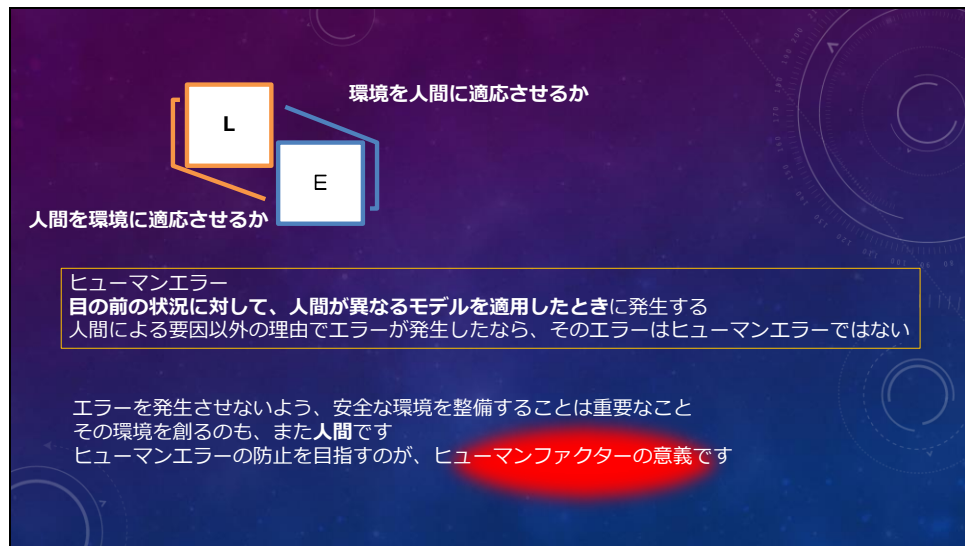 環境を人間に適応させるか
L
E
人間を環境に適応させるか
ヒューマンエラー
目の前の状況に対して、人間が異なるモデルを適用したときに発生する
人間による要因以外の理由でエラーが発生したなら、そのエラーはヒューマンエラーではない
エラーを発生させないよう、安全な環境を整備することは重要なこと
その環境を創るのも、また人間です
ヒューマンエラーの防止を目指すのが、ヒューマンファクターの意義です